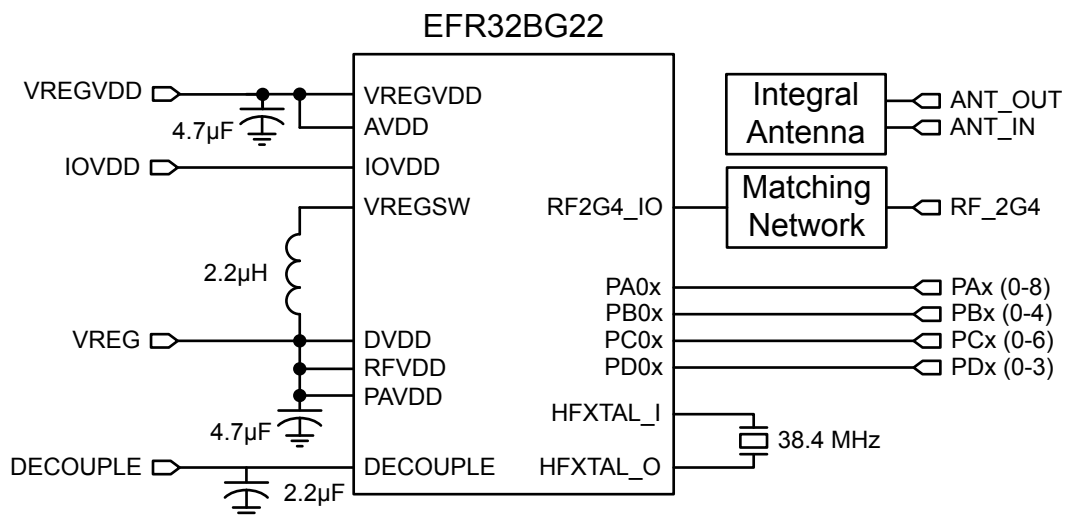 EFR32BG22
VREGVDD
4.7µF
VREGVDD
AVDD
IOVDD
IOVDD
VREGSW
2.2µH
VREG
DVDD
RFVDD
PAVDD
4.7µF
DECOUPLE
DECOUPLE
2.2µF
RF2G4_IO
PA0x
PB0x
PC0x
PD0x
HFXTAL_I
HFXTAL_O
Integral
Antenna
ANT_OUT
ANT_IN
Matching
Network
RF_2G4
PAx (0-8)
PBx (0-4)
PCx (0-6)
PDx (0-3)
38.4 MHz